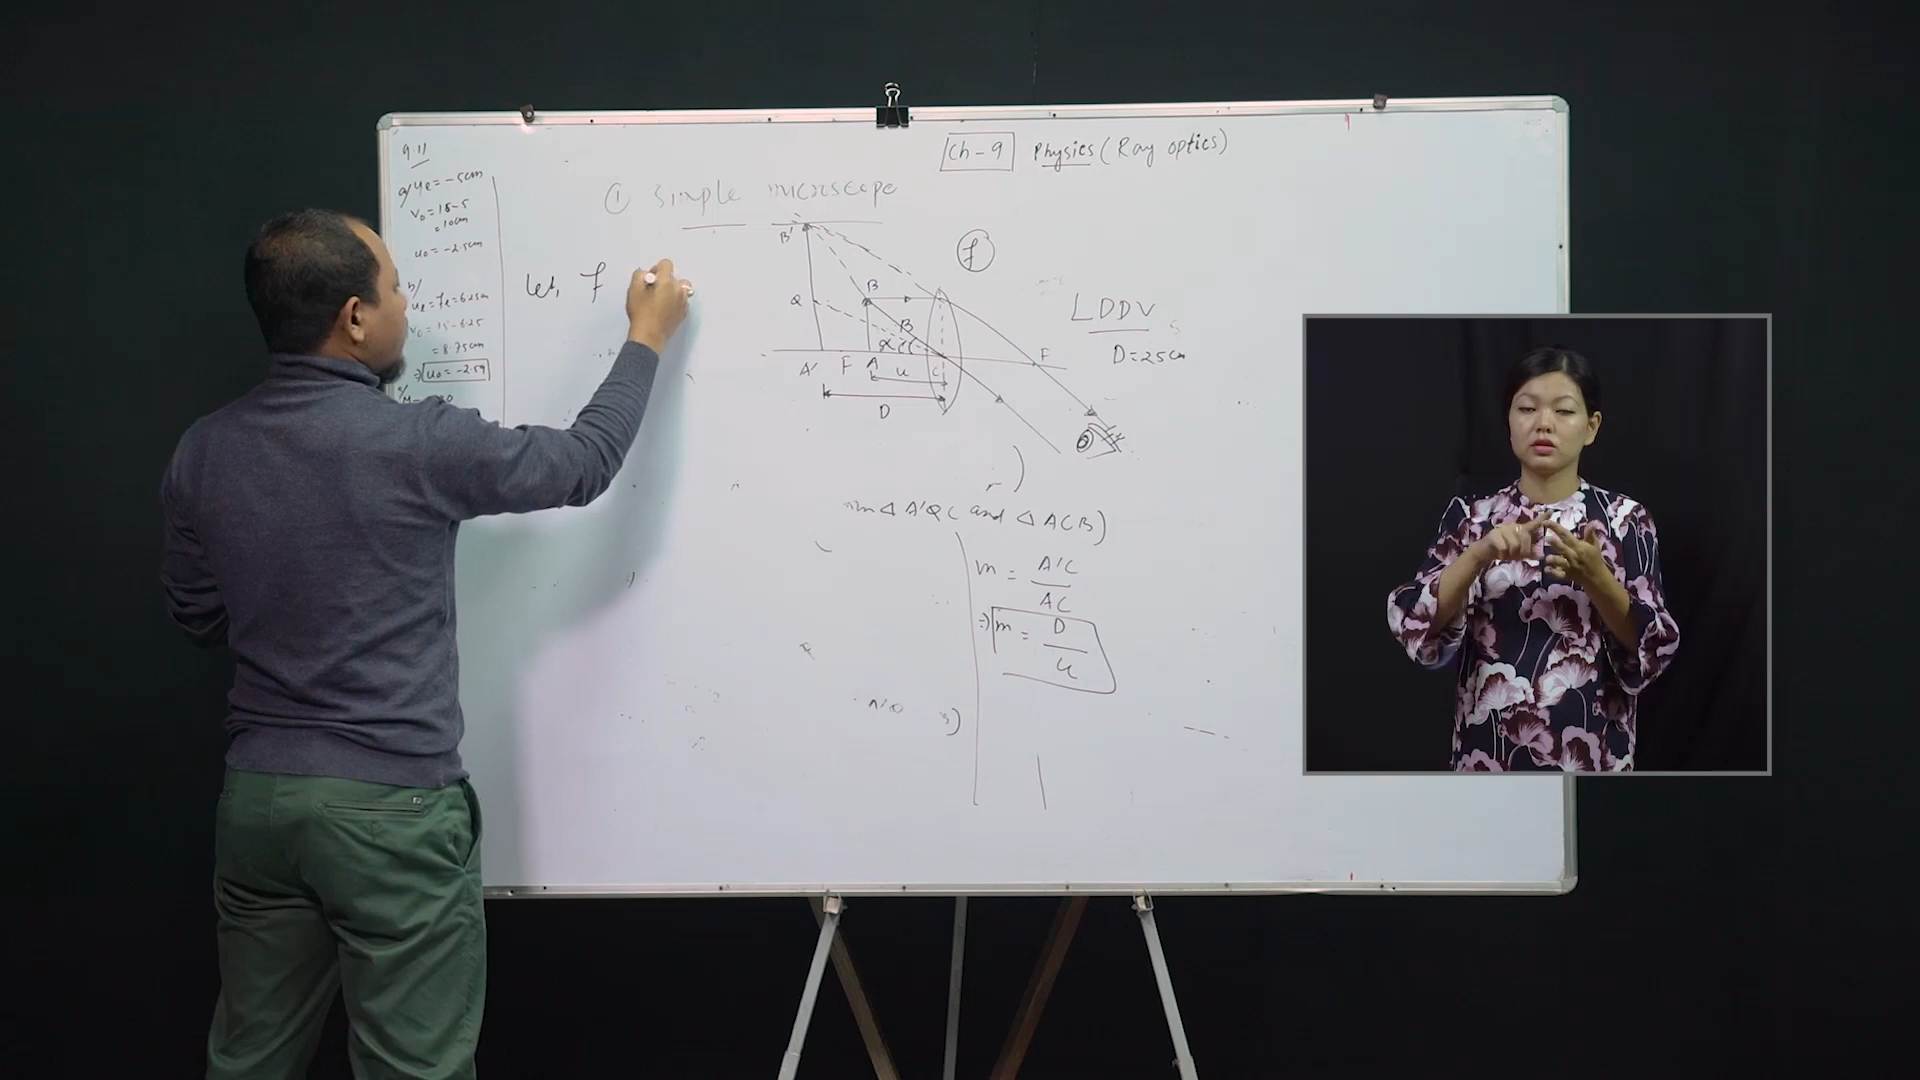 Ch-9 Physics (Ray optics)
9.11
a) ue = -5cm
v₀ = 15-5
= 10cm
u₀ = -2.5cm
b)
ue = fe = 6.25cm
v₀ = 15-6.25
= 8.75cm
⇒ u₀ = -2.59
① Simple microscope
let, f
B'
B
Q
β
α
A' F A u C F
D
f
LDDV
D=25cm
Δ A'QC and Δ ACB)
m = A'C / AC
⇒ m = D / u
A'Q